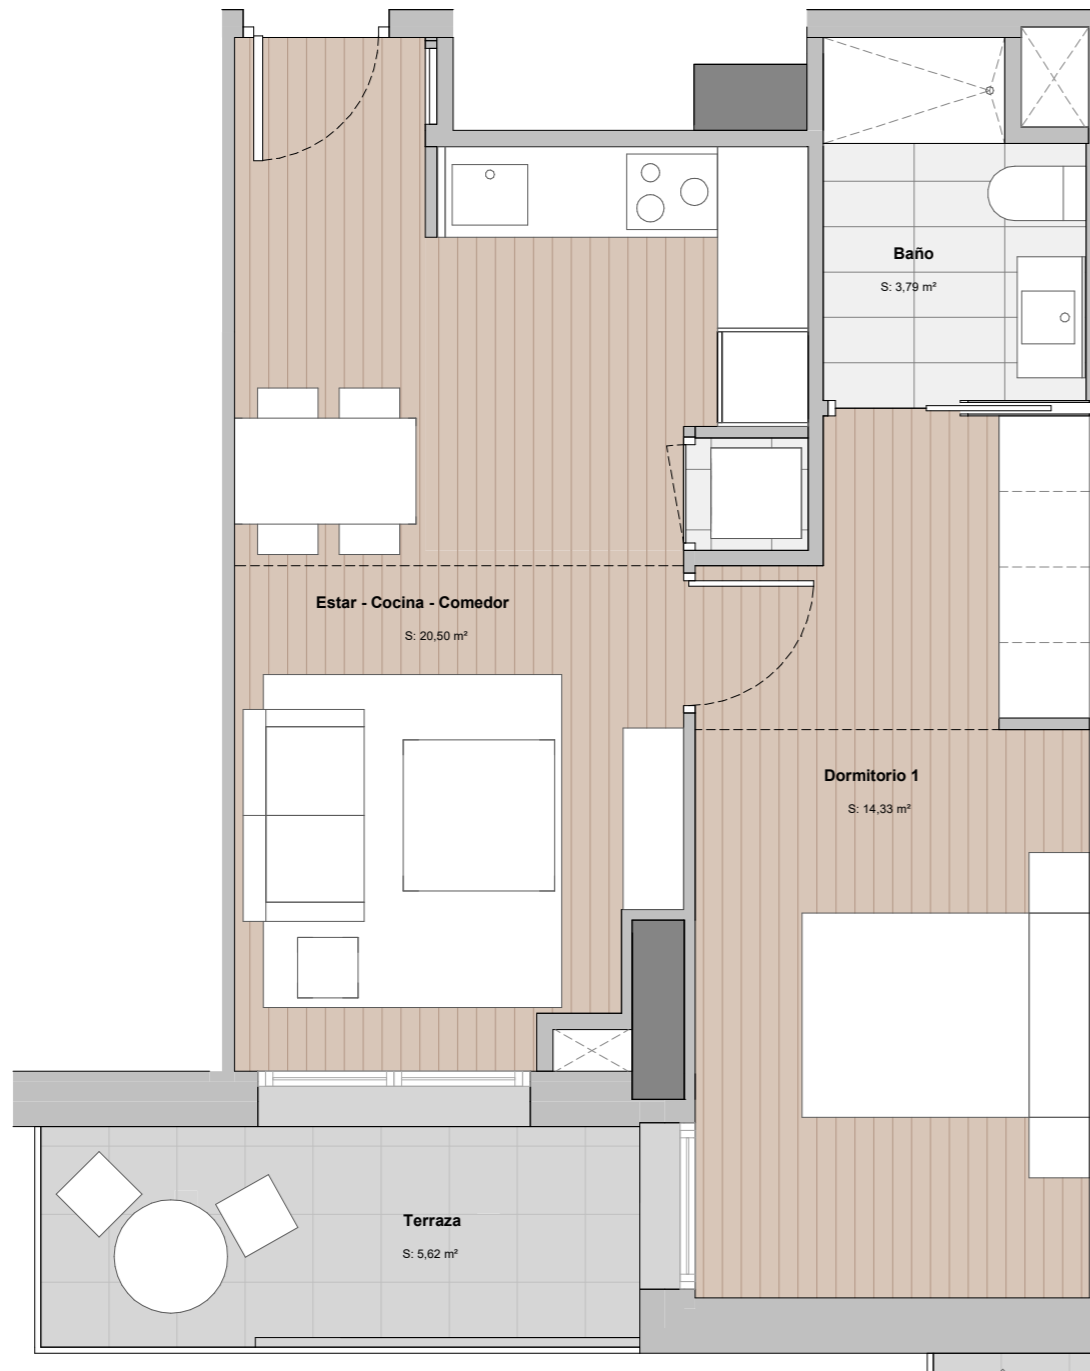 Baño
S: 3,79 m²
Estar - Cocina - Comedor
S: 20,50 m²
Dormitorio 1
S: 14,33 m²
Terraza
S: 5,62 m²